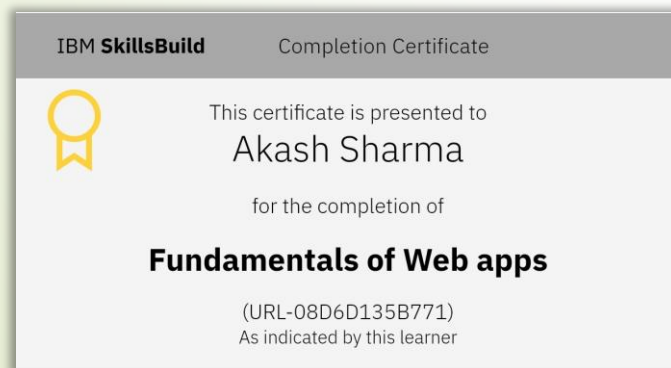 IBM SkillsBuild Completion Certificate
This certificate is presented to
Akash Sharma
for the completion of
Fundamentals of Web apps
(URL-08D6D135B771)
As indicated by this learner